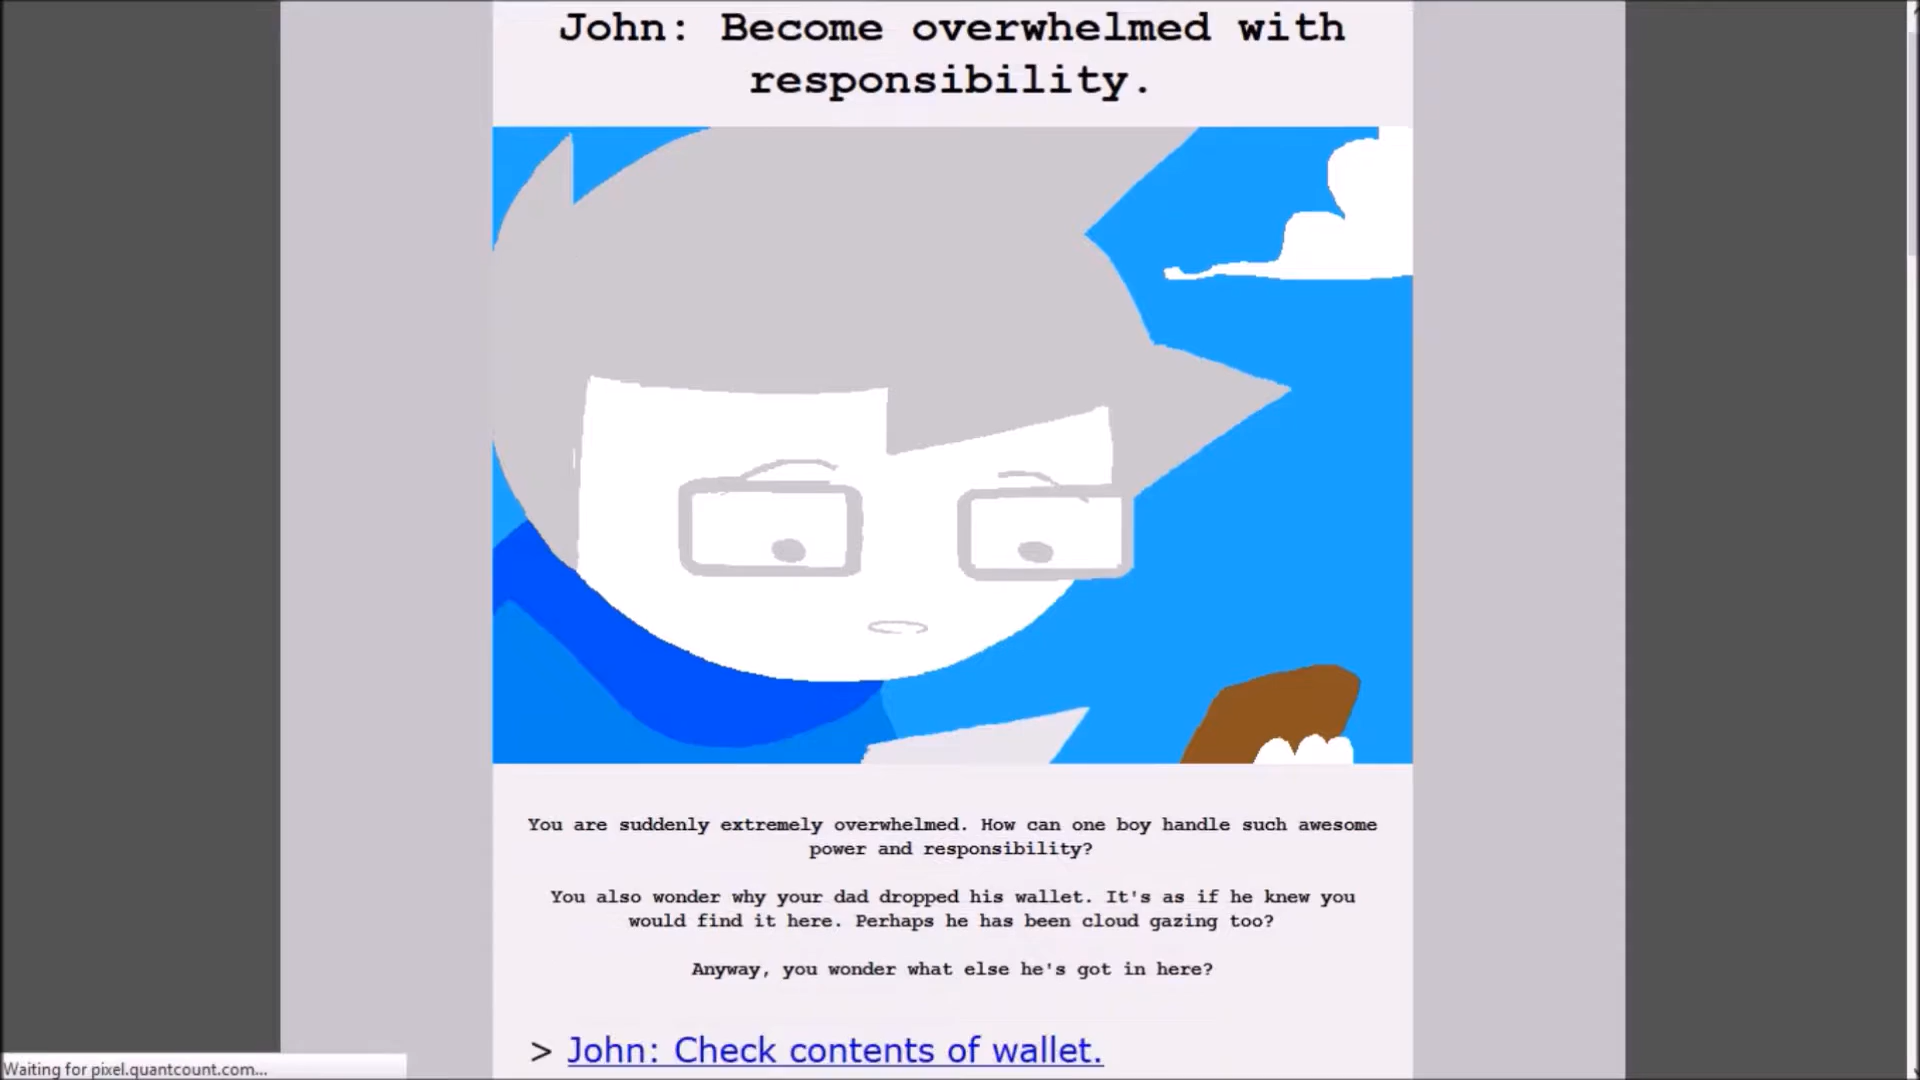 John: Become overwhelmed with
responsibility.
You are suddenly extremely overwhelmed. How can one boy handle such awesome
power and responsibility?
You also wonder why your dad dropped his wallet. It's as if he knew you
would find it here. Perhaps he has been cloud gazing too?
Anyway, you wonder what else he's got in here?
> John: Check contents of wallet.
Waiting for pixel.quantcount.com...